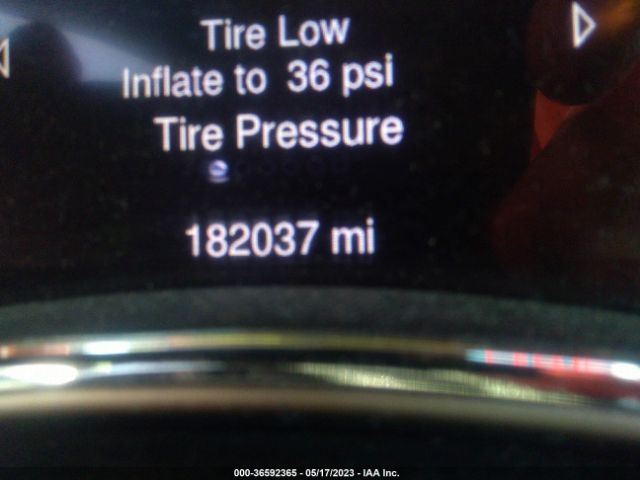 Tire Low
Inflate to 36 psi
Tire Pressure
182037 mi
000-36592365 - 05/17/2023 - IAA Inc.